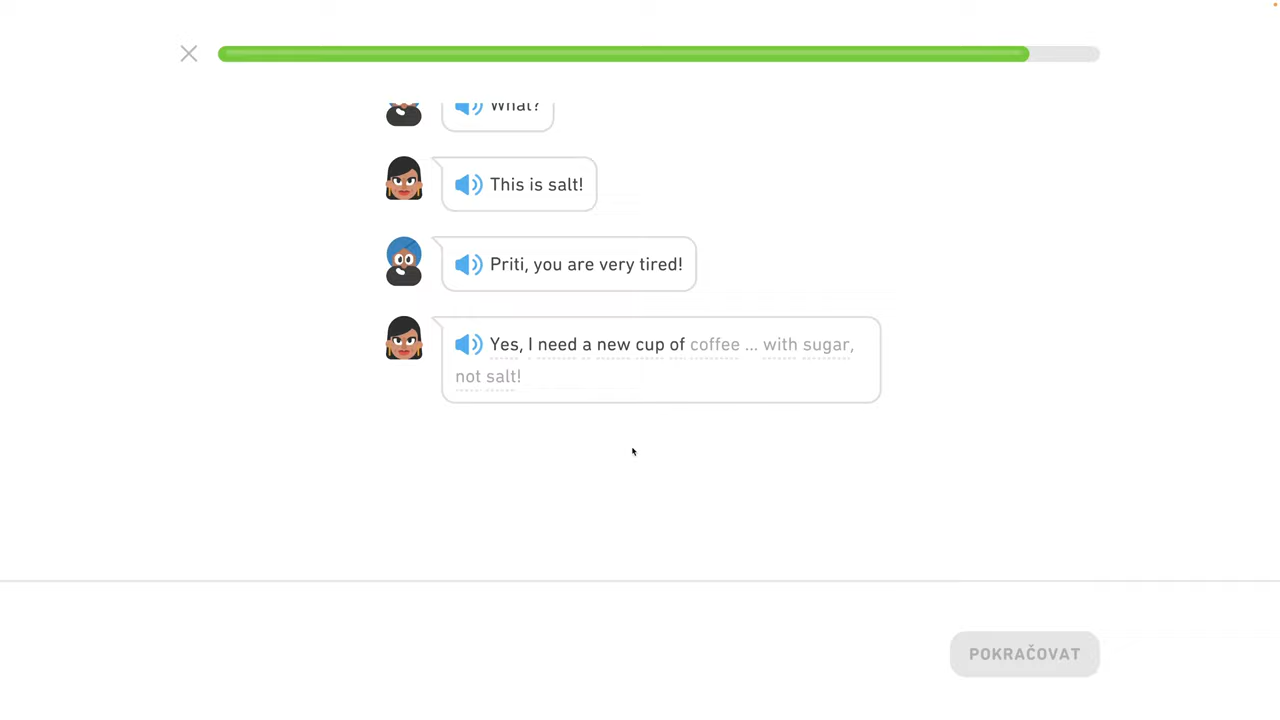 What?
This is salt!
Priti, you are very tired!
Yes, I need a new cup of coffee ... with sugar,
not salt!
POKRAČOVAT